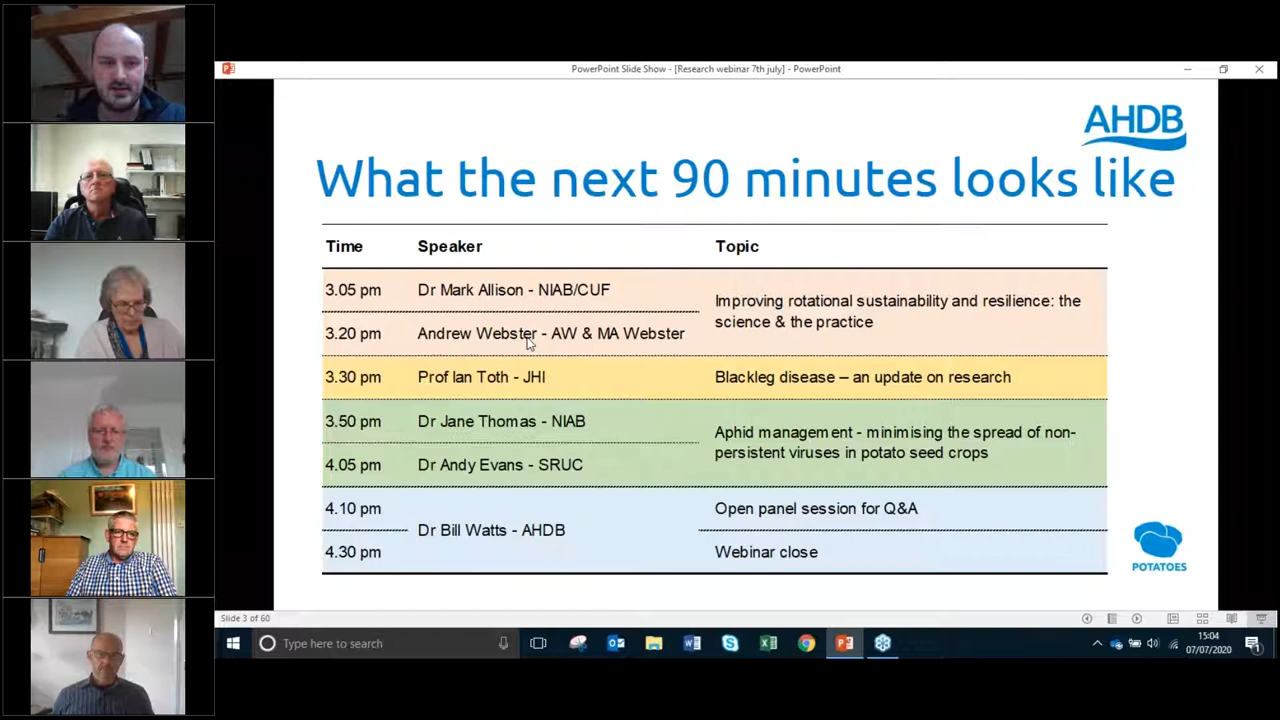 PowerPoint Slide Show - [Research webinar 7th july] - PowerPoint
AHDB
What the next 90 minutes looks like
Time Speaker Topic
3.05 pm Dr Mark Allison - NIAB/CUF
Improving rotational sustainability and resilience: the
science & the practice
3.20 pm Andrew Webster - AW & MA Webster
3.30 pm Prof Ian Toth - JHI Blackleg disease – an update on research
3.50 pm Dr Jane Thomas - NIAB
Aphid management - minimising the spread of non-
persistent viruses in potato seed crops
4.05 pm Dr Andy Evans - SRUC
4.10 pm Open panel session for Q&A
Dr Bill Watts - AHDB
4.30 pm Webinar close
POTATOES
Slide 3 of 60
Type here to search
15:04
07/07/2020